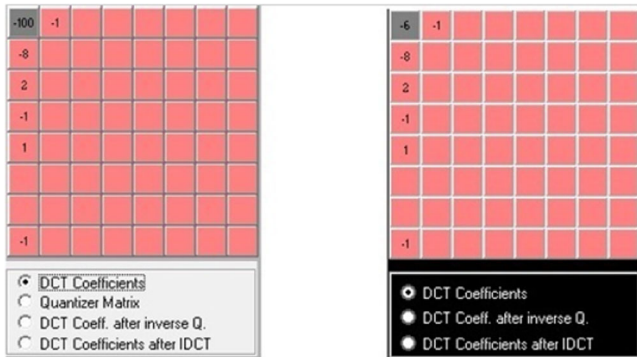 -100 -1
-8
2
-1
1
-1
DCT Coefficients
Quantizer Matrix
DCT Coeff. after inverse Q.
DCT Coefficients after IDCT
-6 -1
-8
2
-1
1
-1
DCT Coefficients
DCT Coeff. after inverse Q.
DCT Coefficients after IDCT